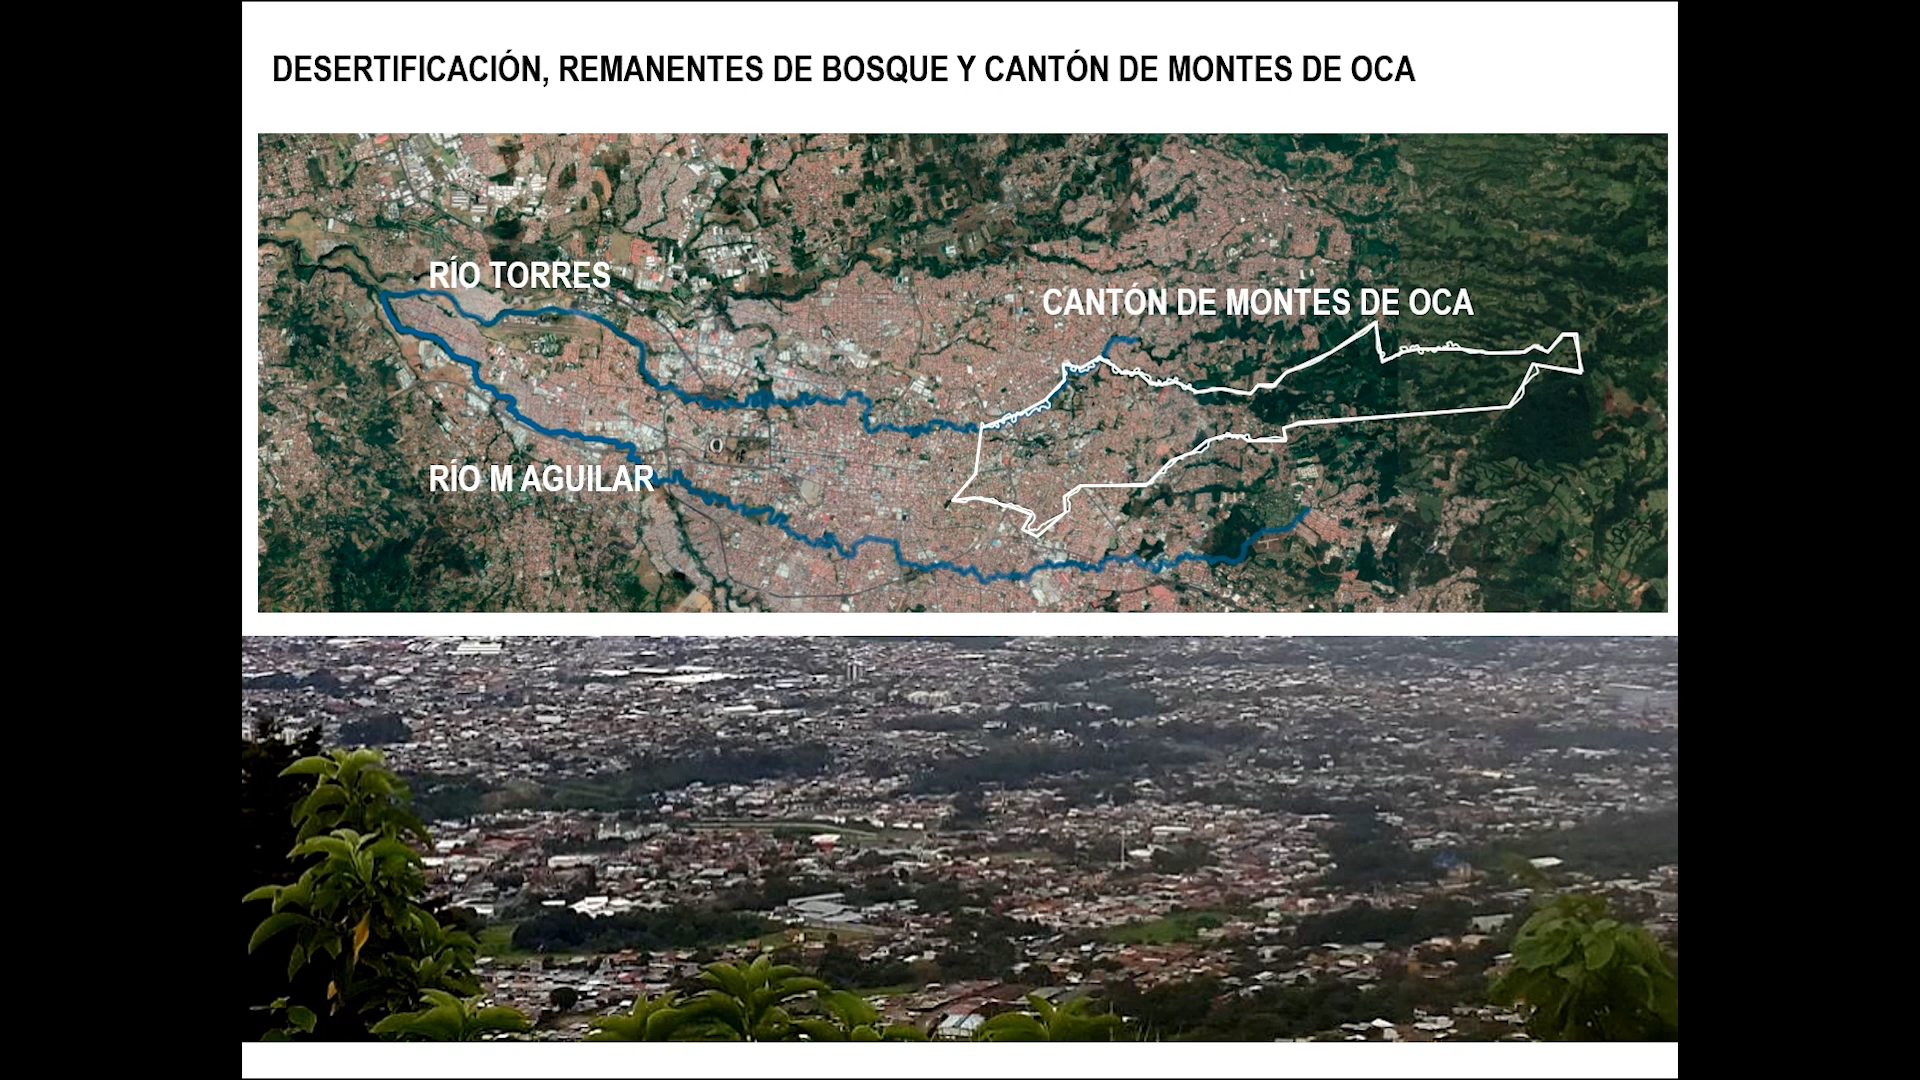 DESERTIFICACIÓN, REMANENTES DE BOSQUE Y CANTÓN DE MONTES DE OCA
RÍO TORRES
CANTÓN DE MONTES DE OCA
RÍO M AGUILAR